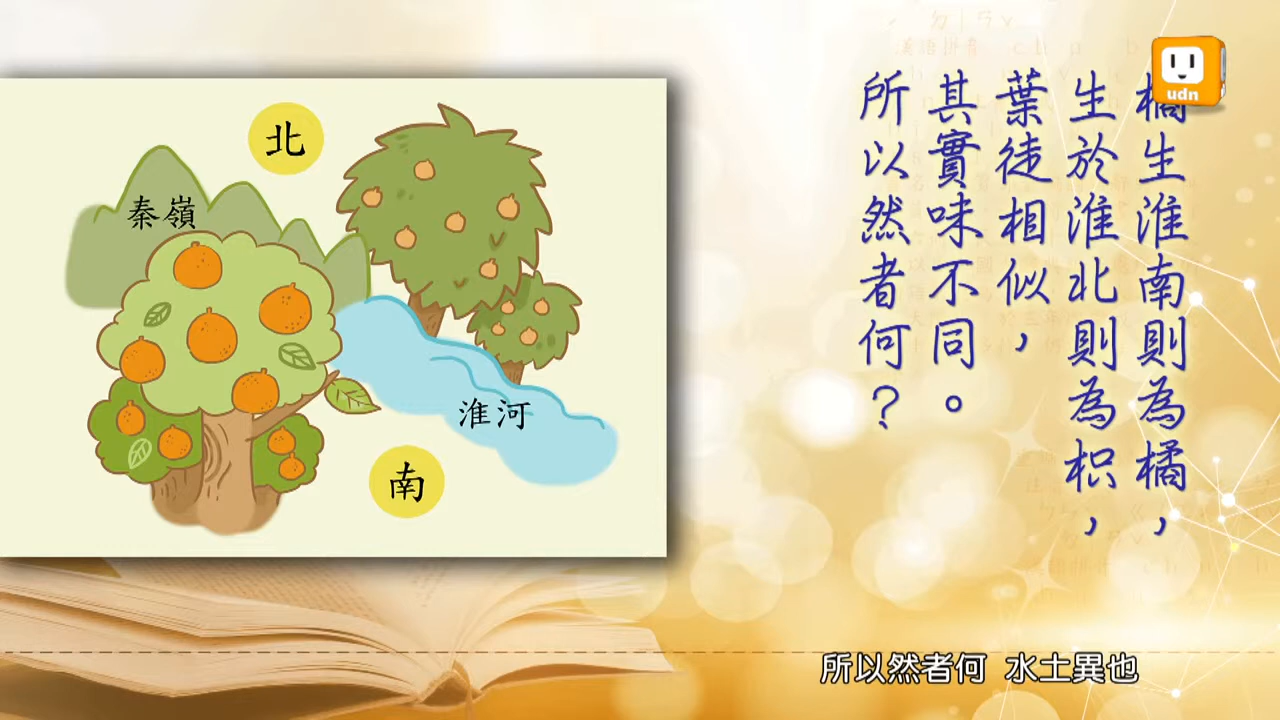 北
秦嶺
淮河
南
橘生淮南則為橘，
生於淮北則為枳，
葉徒相似，
其實味不同。
所以然者何？
udn
所以然者何 水土異也